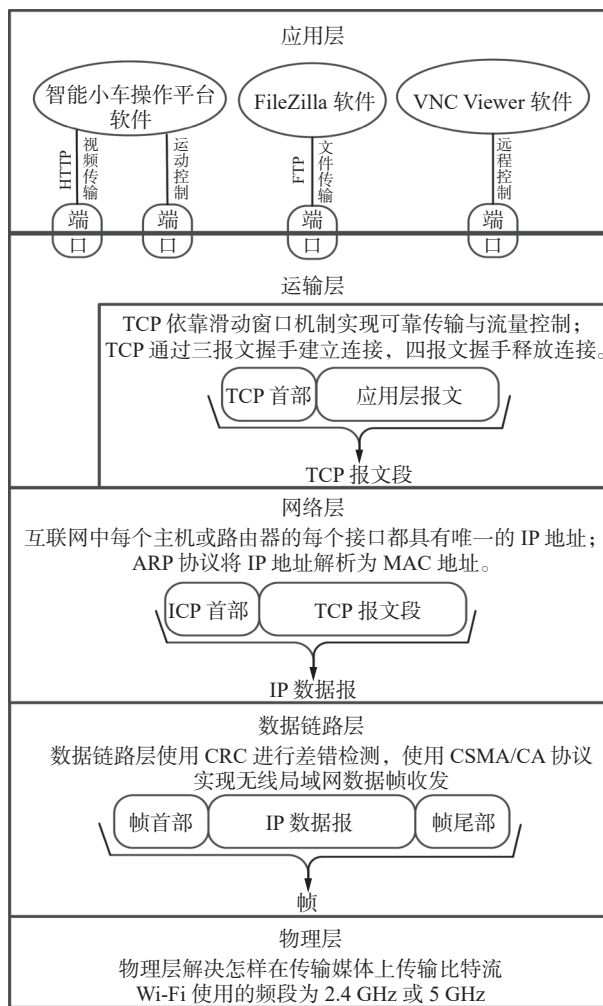 应用层
智能小车操作平台
软件
FileZilla 软件
VNC Viewer 软件
HTTP
视频传输
运动控制
FTP
文件传输
远程控制
端口
端口
端口
端口
运输层
TCP 依靠滑动窗口机制实现可靠传输与流量控制；
TCP 通过三报文握手建立连接，四报文握手释放连接。
TCP 首部
应用层报文
TCP 报文段
网络层
互联网中每个主机或路由器的每个接口都具有唯一的 IP 地址；
ARP 协议将 IP 地址解析为 MAC 地址。
ICP 首部
TCP 报文段
IP 数据报
数据链路层
数据链路层使用 CRC 进行差错检测，使用 CSMA/CA 协议
实现无线局域网数据帧收发
帧首部
IP 数据报
帧尾部
帧
物理层
物理层解决怎样在传输媒体上传输比特流
Wi-Fi 使用的频段为 2.4 GHz 或 5 GHz